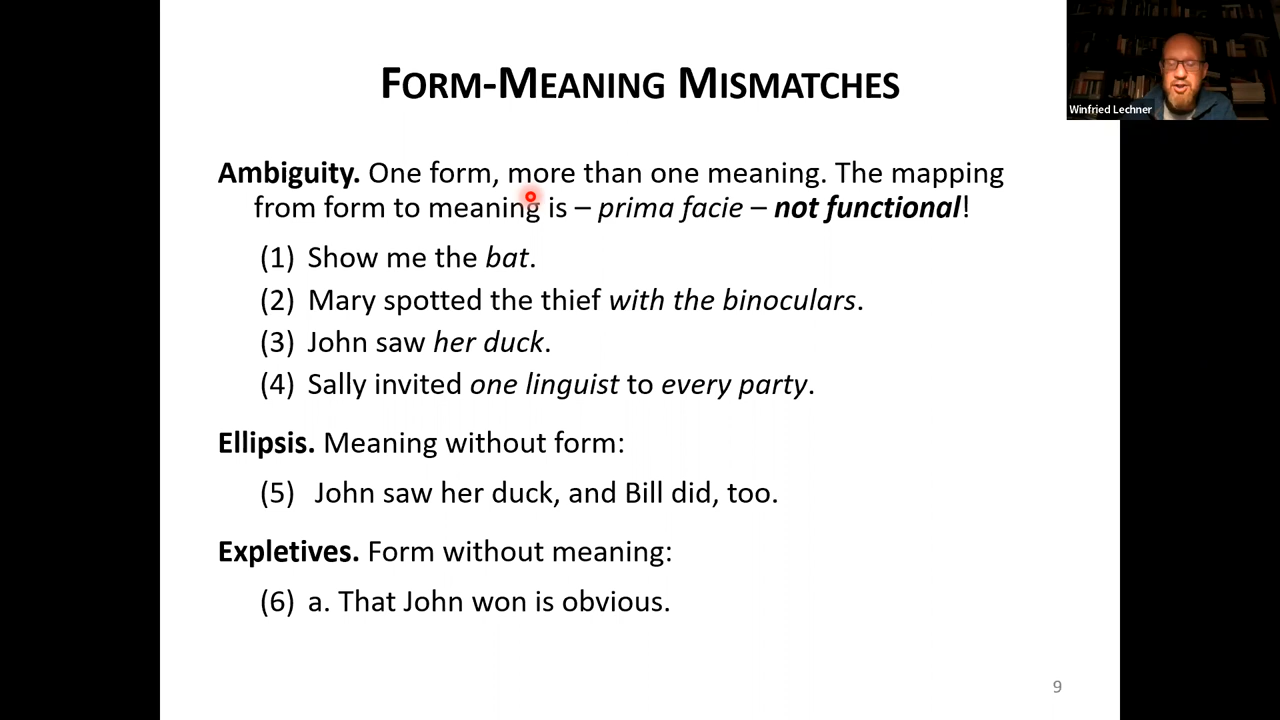 FORM-MEANING MISMATCHES
Winfried Lechner
Ambiguity. One form, more than one meaning. The mapping
from form to meaning is – prima facie – not functional!
(1) Show me the bat.
(2) Mary spotted the thief with the binoculars.
(3) John saw her duck.
(4) Sally invited one linguist to every party.
Ellipsis. Meaning without form:
(5) John saw her duck, and Bill did, too.
Expletives. Form without meaning:
(6) a. That John won is obvious.
9